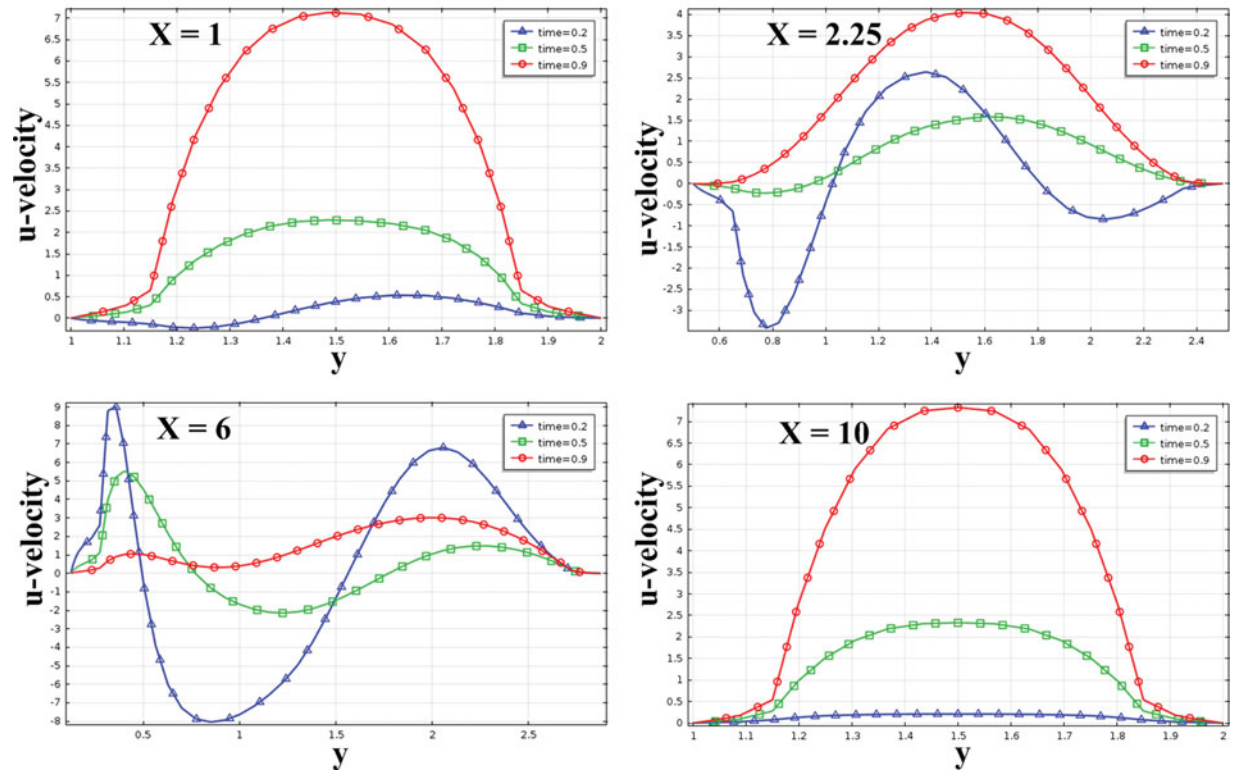 X = 1
time=0.2
time=0.5
time=0.9
u-velocity
7
6.5
6
5.5
5
4.5
4
3.5
3
2.5
2
1.5
1
0.5
0
1 1.1 1.2 1.3 1.4 1.5 1.6 1.7 1.8 1.9 2
y
X = 2.25
time=0.2
time=0.5
time=0.9
u-velocity
4
3.5
3
2.5
2
1.5
1
0.5
0
-0.5
-1
-1.5
-2
-2.5
-3
0.6 0.8 1 1.2 1.4 1.6 1.8 2 2.2 2.4
y
X = 6
time=0.2
time=0.5
time=0.9
u-velocity
9
8
7
6
5
4
3
2
1
0
-1
-2
-3
-4
-5
-6
-7
-8
0.5 1 1.5 2 2.5
y
X = 10
time=0.2
time=0.5
time=0.9
u-velocity
7
6.5
6
5.5
5
4.5
4
3.5
3
2.5
2
1.5
1
0.5
0
1 1.1 1.2 1.3 1.4 1.5 1.6 1.7 1.8 1.9 2
y